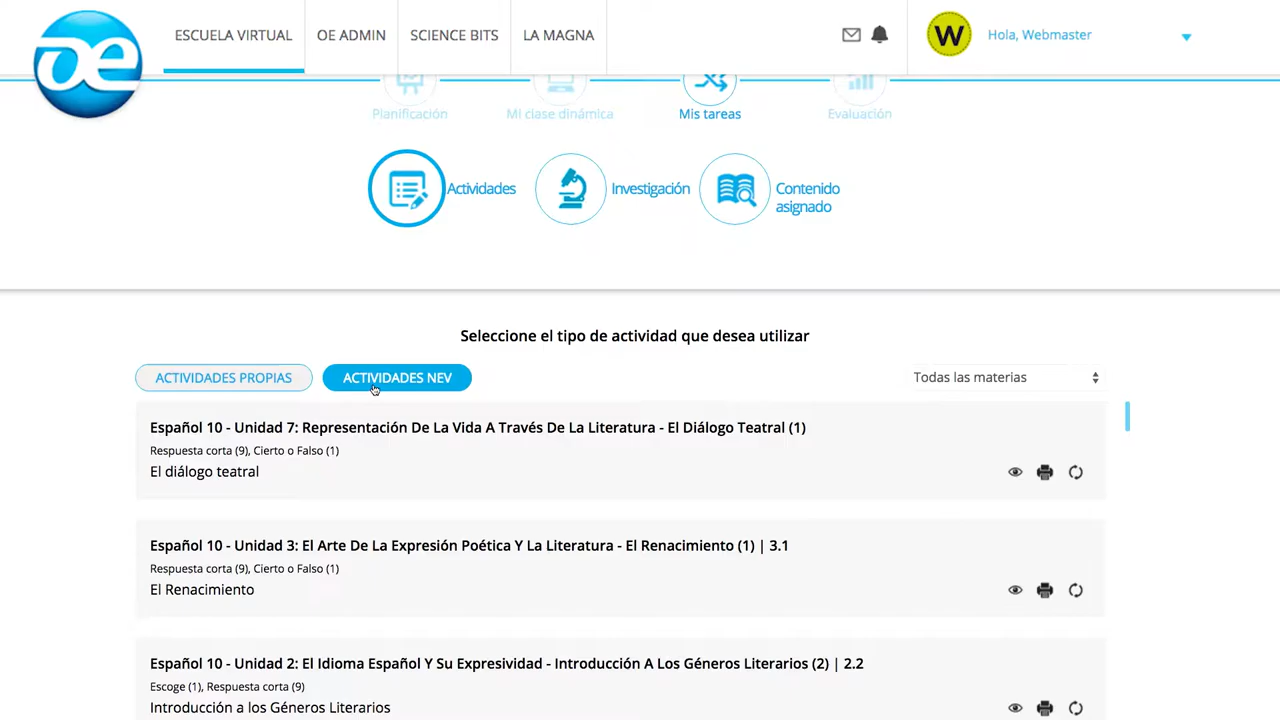 oe
ESCUELA VIRTUAL
OE ADMIN
SCIENCE BITS
LA MAGNA
W
Hola, Webmaster
Planificación
Mi clase dinámica
Mis tareas
Evaluación
Actividades
Investigación
Contenido
asignado
Seleccione el tipo de actividad que desea utilizar
ACTIVIDADES PROPIAS
ACTIVIDADES NEV
Todas las materias
Español 10 - Unidad 7: Representación De La Vida A Través De La Literatura - El Diálogo Teatral (1)
Respuesta corta (9), Cierto o Falso (1)
El diálogo teatral
Español 10 - Unidad 3: El Arte De La Expresión Poética Y La Literatura - El Renacimiento (1) | 3.1
Respuesta corta (9), Cierto o Falso (1)
El Renacimiento
Español 10 - Unidad 2: El Idioma Español Y Su Expresividad - Introducción A Los Géneros Literarios (2) | 2.2
Escoge (1), Respuesta corta (9)
Introducción a los Géneros Literarios